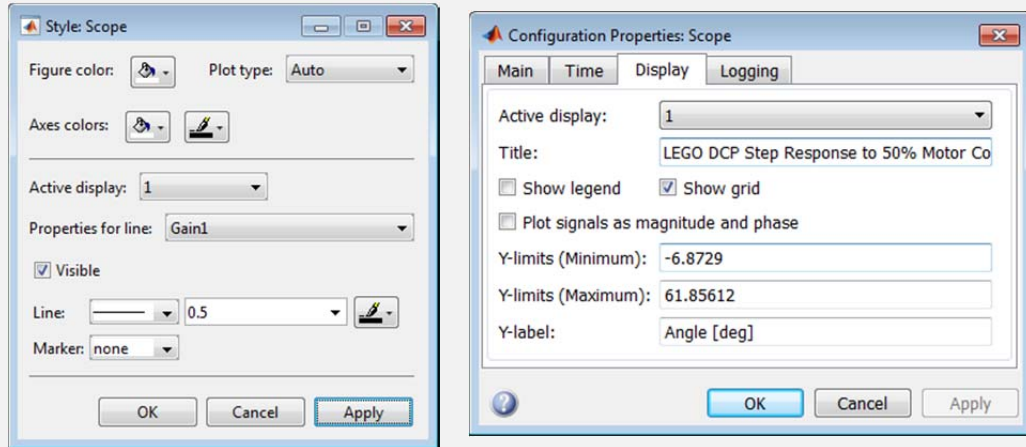 Style: Scope
Figure color:
Plot type: Auto
Axes colors:
Active display: 1
Properties for line: Gain1
Visible
Line: 0.5
Marker: none
OK Cancel Apply
Configuration Properties: Scope
Main Time Display Logging
Active display: 1
Title: LEGO DCP Step Response to 50% Motor Co
Show legend Show grid
Plot signals as magnitude and phase
Y-limits (Minimum): -6.8729
Y-limits (Maximum): 61.85612
Y-label: Angle [deg]
? OK Cancel Apply